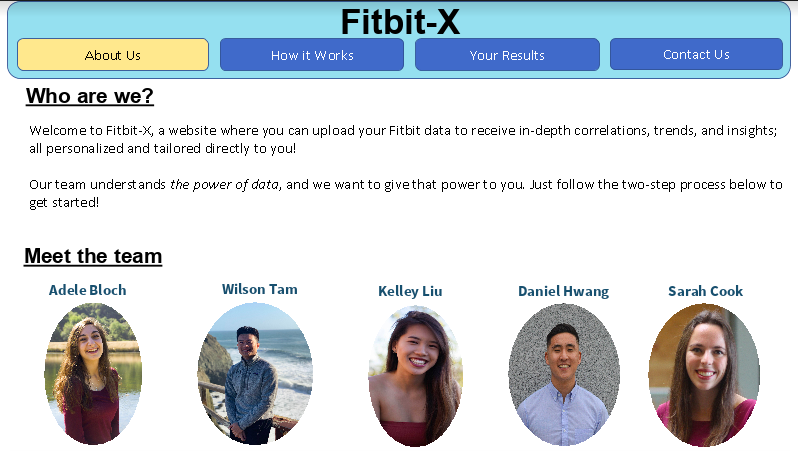 Fitbit-X
About Us How it Works Your Results Contact Us
Who are we?
Welcome to Fitbit-X, a website where you can upload your Fitbit data to receive in-depth correlations, trends, and insights;
all personalized and tailored directly to you!
Our team understands the power of data, and we want to give that power to you. Just follow the two-step process below to
get started!
Meet the team
Adele Bloch Wilson Tam Kelley Liu Daniel Hwang Sarah Cook